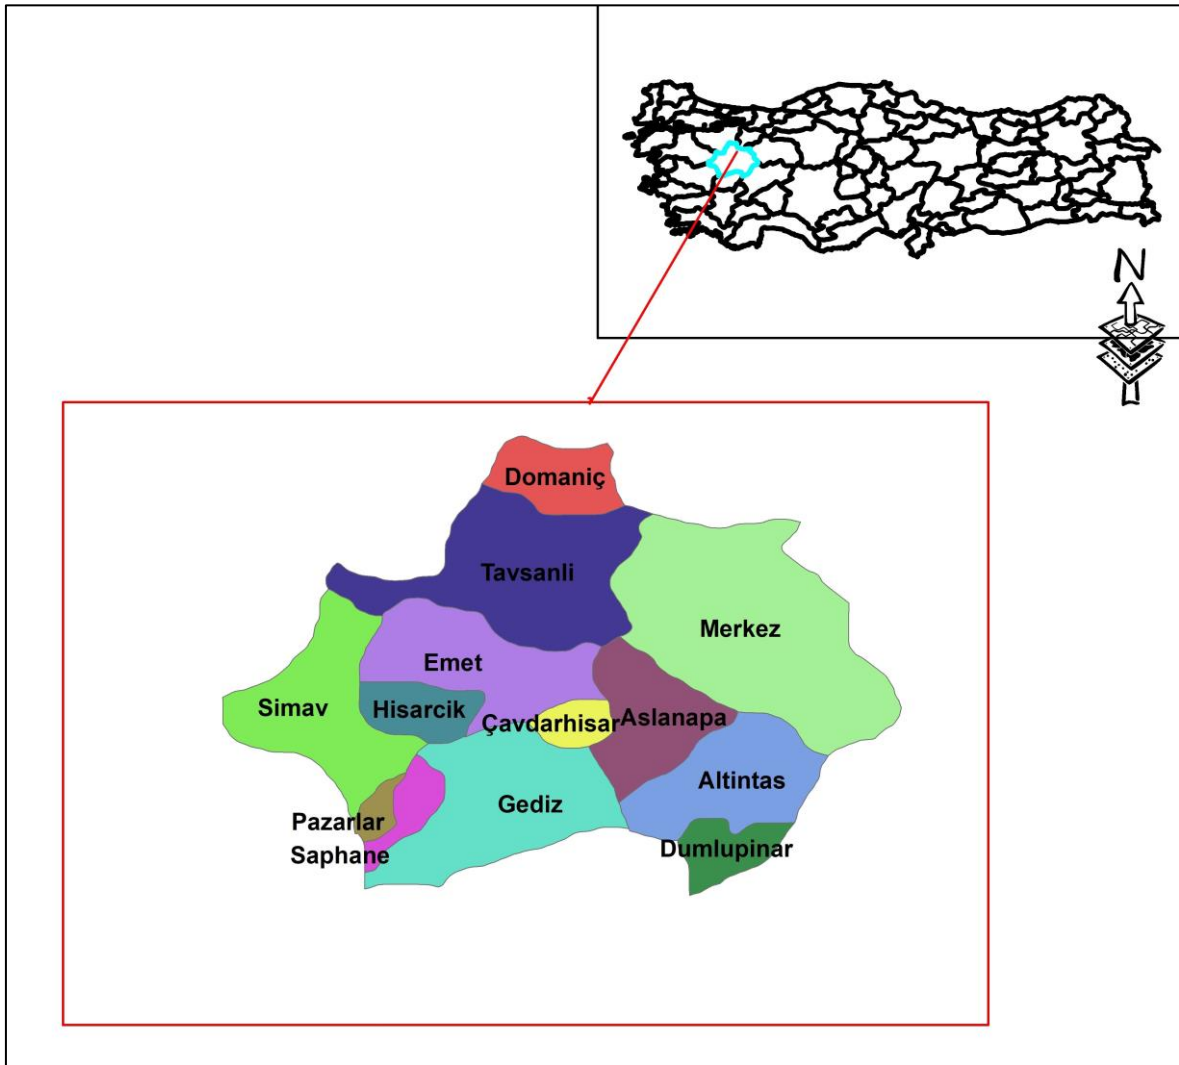 N
Domaniç
Tavsanli
Merkez
Emet
Simav
Hisarcik
Çavdarhisar
Aslanapa
Altintas
Gediz
Pazarlar
Saphane
Dumlupinar